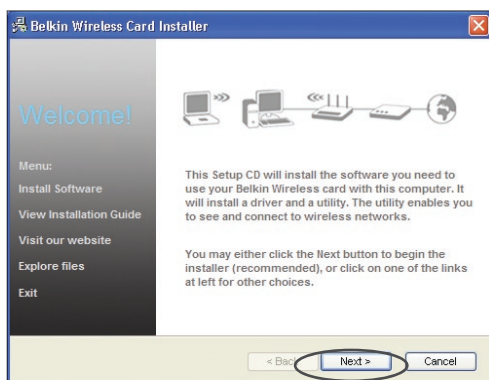 Belkin Wireless Card Installer
Welcome!
Menu:
Install Software
View Installation Guide
Visit our website
Explore files
Exit
This Setup CD will install the software you need to
use your Belkin Wireless card with this computer. It
will install a driver and a utility. The utility enables you
to see and connect to wireless networks.
You may either click the Next button to begin the
installer (recommended), or click on one of the links
at left for other choices.
< Back
Next >
Cancel